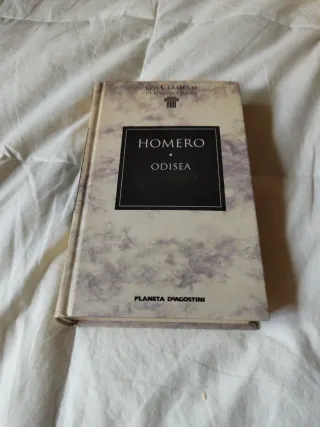 LOS CLÁSICOS
HOMERO
ODISEA
PLANETA DEAGOSTINI